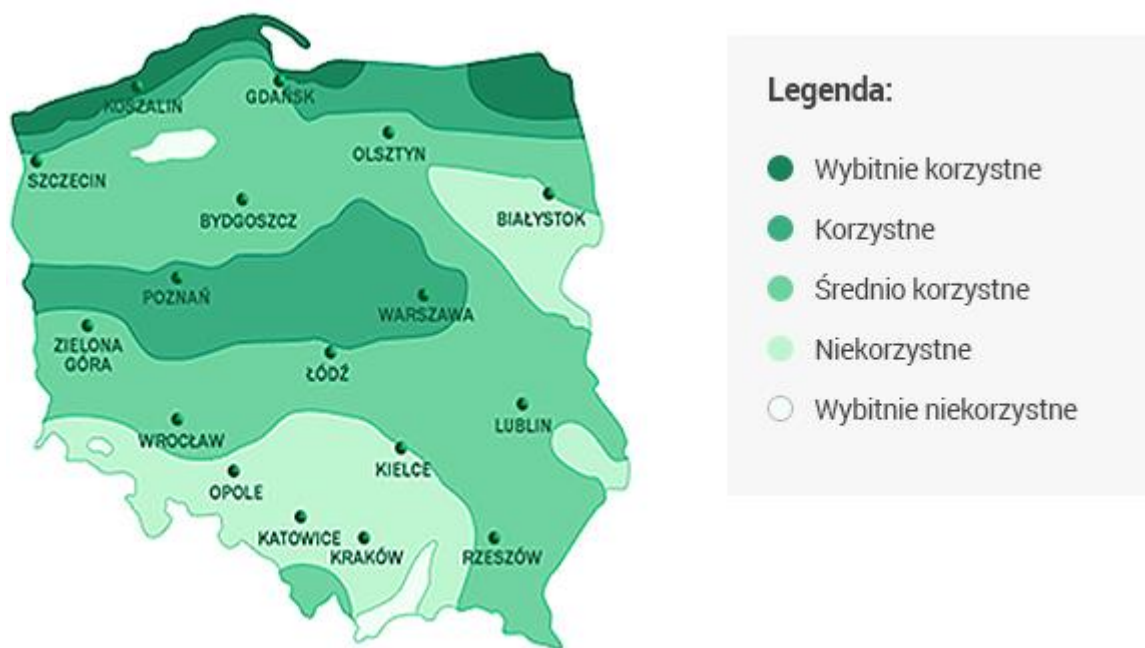 KOSZALIN
GDAŃSK
OLSZTYN
SZCZECIN
BYDGOSZCZ
BIAŁYSTOK
POZNAŃ
WARSZAWA
ZIELONA
GÓRA
ŁÓDŹ
WROCŁAW
LUBLIN
KIELCE
OPOLE
KATOWICE
KRAKÓW
RZESZÓW
Legenda:
Wybitnie korzystne
Korzystne
Średnio korzystne
Niekorzystne
Wybitnie niekorzystne